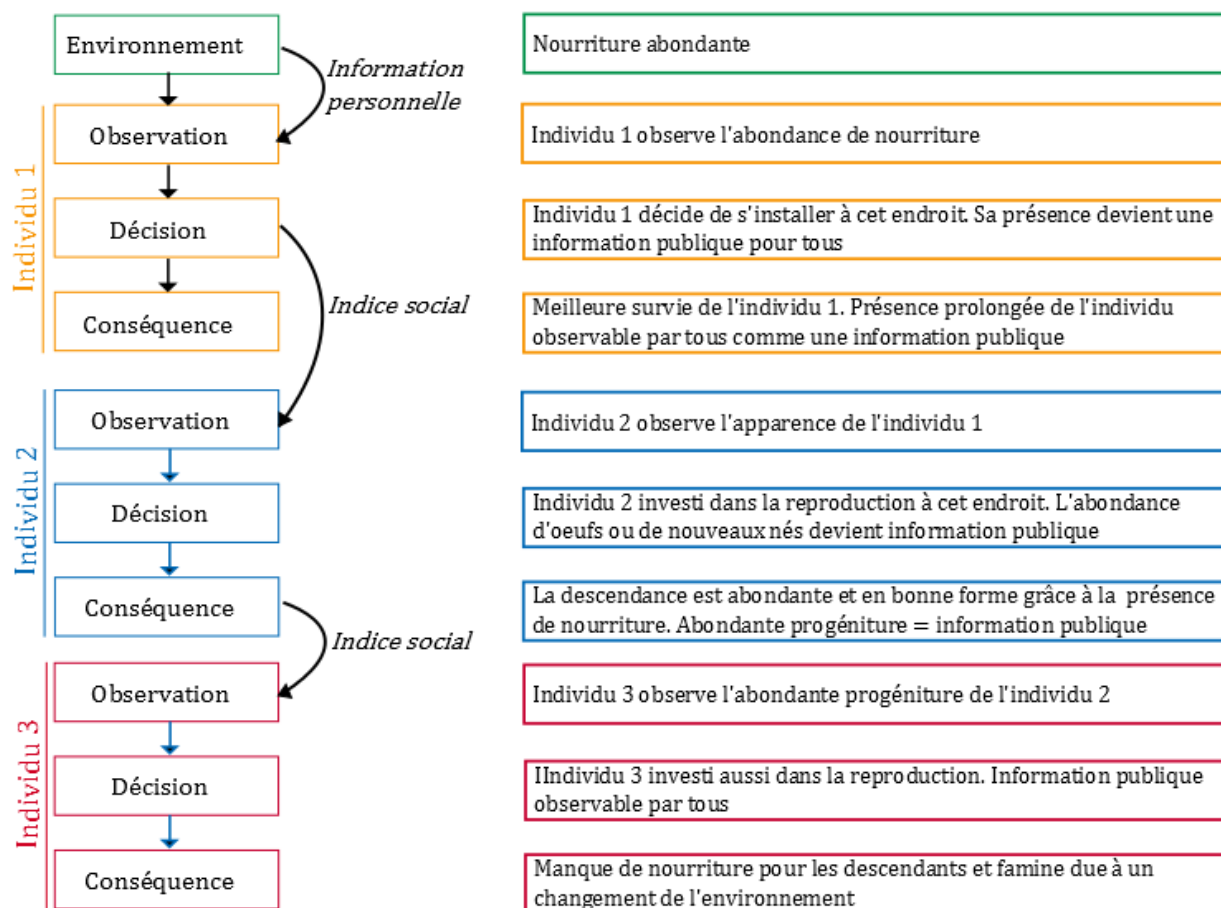 Environnement
Nourriture abondante
Information
personnelle
Individu 1
Observation
Individu 1 observe l'abondance de nourriture
Décision
Individu 1 décide de s'installer à cet endroit. Sa présence devient une
information publique pour tous
Indice social
Conséquence
Meilleure survie de l'individu 1. Présence prolongée de l'individu
observable par tous comme une information publique
Individu 2
Observation
Individu 2 observe l'apparence de l'individu 1
Décision
Individu 2 investi dans la reproduction à cet endroit. L'abondance
d'oeufs ou de nouveaux nés devient information publique
Conséquence
La descendance est abondante et en bonne forme grâce à la présence
de nourriture. Abondante progéniture = information publique
Indice social
Individu 3
Observation
Individu 3 observe l'abondante progéniture de l'individu 2
Décision
IIndividu 3 investi aussi dans la reproduction. Information publique
observable par tous
Conséquence
Manque de nourriture pour les descendants et famine due à un
changement de l'environnement